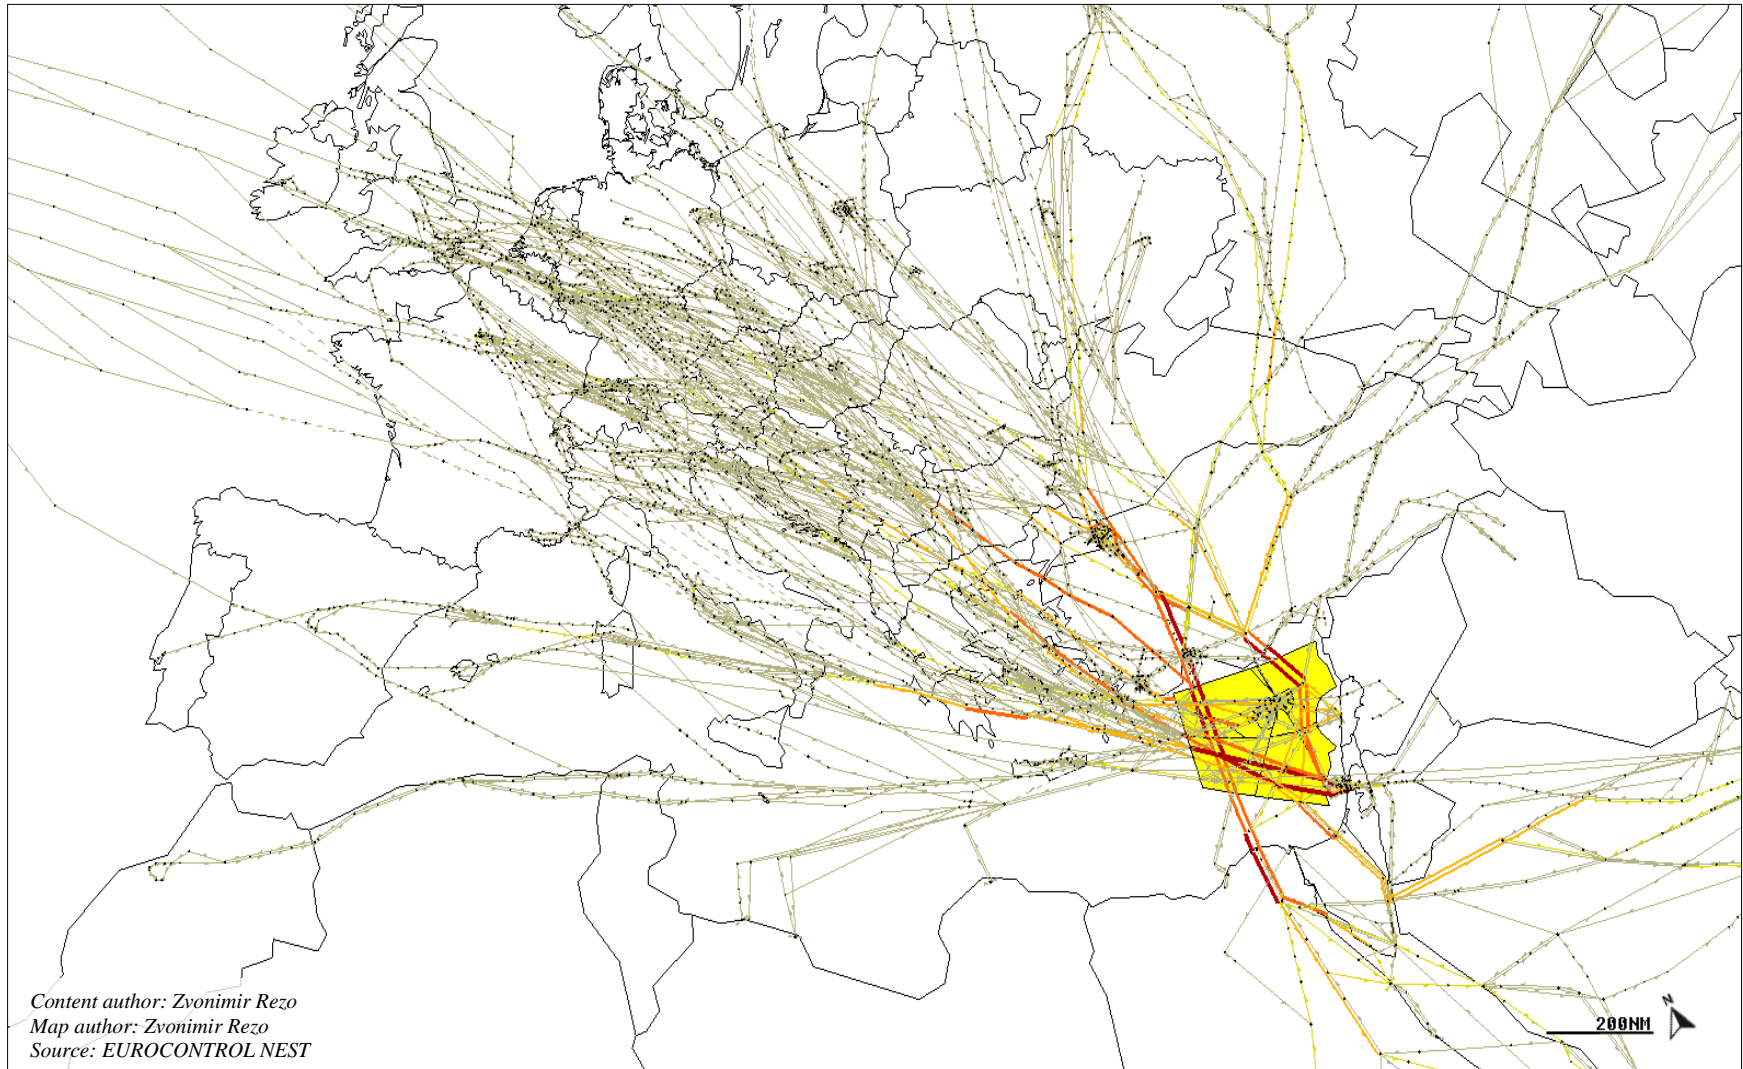 Content author: Zvonimir Rezo
Map author: Zvonimir Rezo
Source: EUROCONTROL NEST
200NM
N